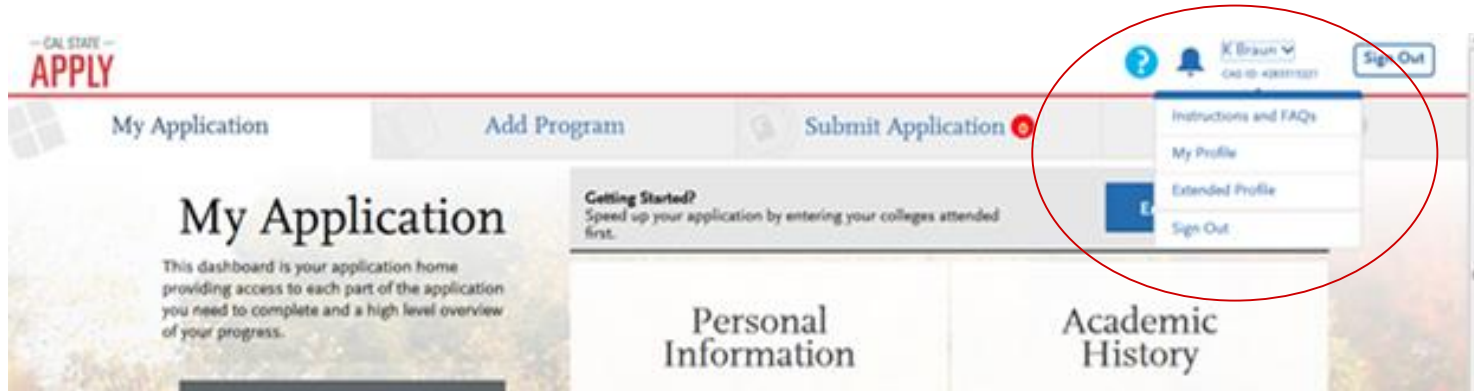 — CAL STATE —
APPLY
?
K Braun
CAS ID:
Sign Out
My Application
Add Program
Submit Application 0
Instructions and FAQs
My Profile
Extended Profile
Sign Out
My Application
This dashboard is your application home
providing access to each part of the application
you need to complete and a high level overview
of your progress.
Getting Started?
Speed up your application by entering your colleges attended
first.
Personal
Information
Academic
History